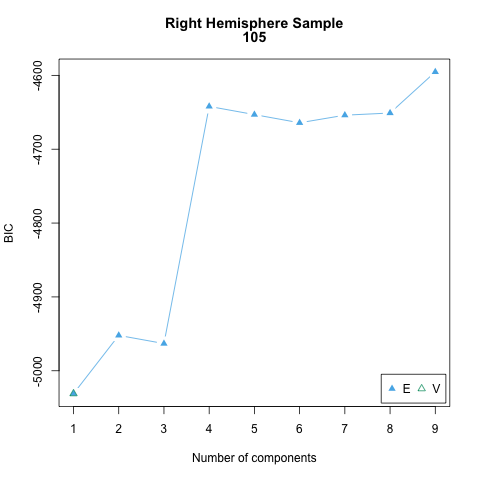 Right Hemisphere Sample
105
BIC
-4600
-4700
-4800
-4900
-5000
1 2 3 4 5 6 7 8 9
Number of components
E V